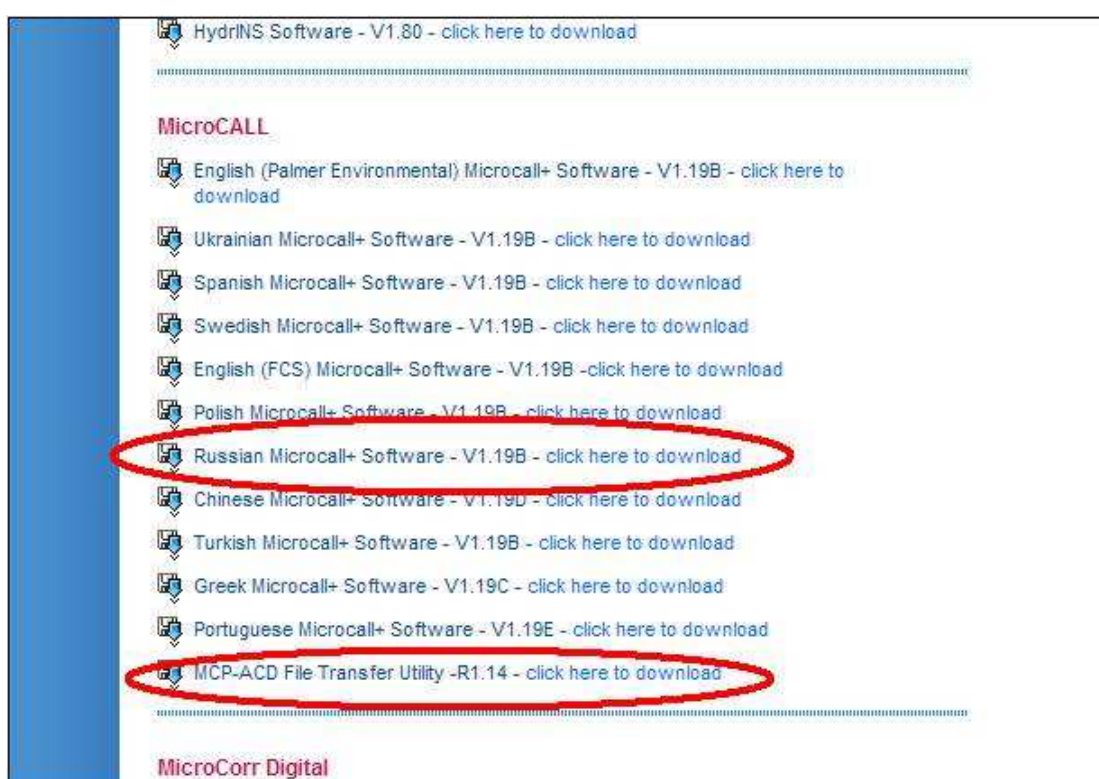 HydrINS Software - V1.80 - click here to download
MicroCALL
English (Palmer Environmental) Microcall+ Software - V1.19B - click here to
download
Ukrainian Microcall+ Software - V1.19B - click here to download
Spanish Microcall+ Software - V1.19B - click here to download
Swedish Microcall+ Software - V1.19B - click here to download
English (FCS) Microcall+ Software - V1.19B -click here to download
Polish Microcall+ Software - V1.19B - click here to download
Russian Microcall+ Software - V1.19B - click here to download
Chinese Microcall+ Software - V1.19D - click here to download
Turkish Microcall+ Software - V1.19B - click here to download
Greek Microcall+ Software - V1.19C - click here to download
Portuguese Microcall+ Software - V1.19E - click here to download
MCP-ACD File Transfer Utility -R1.14 - click here to download
MicroCorr Digital